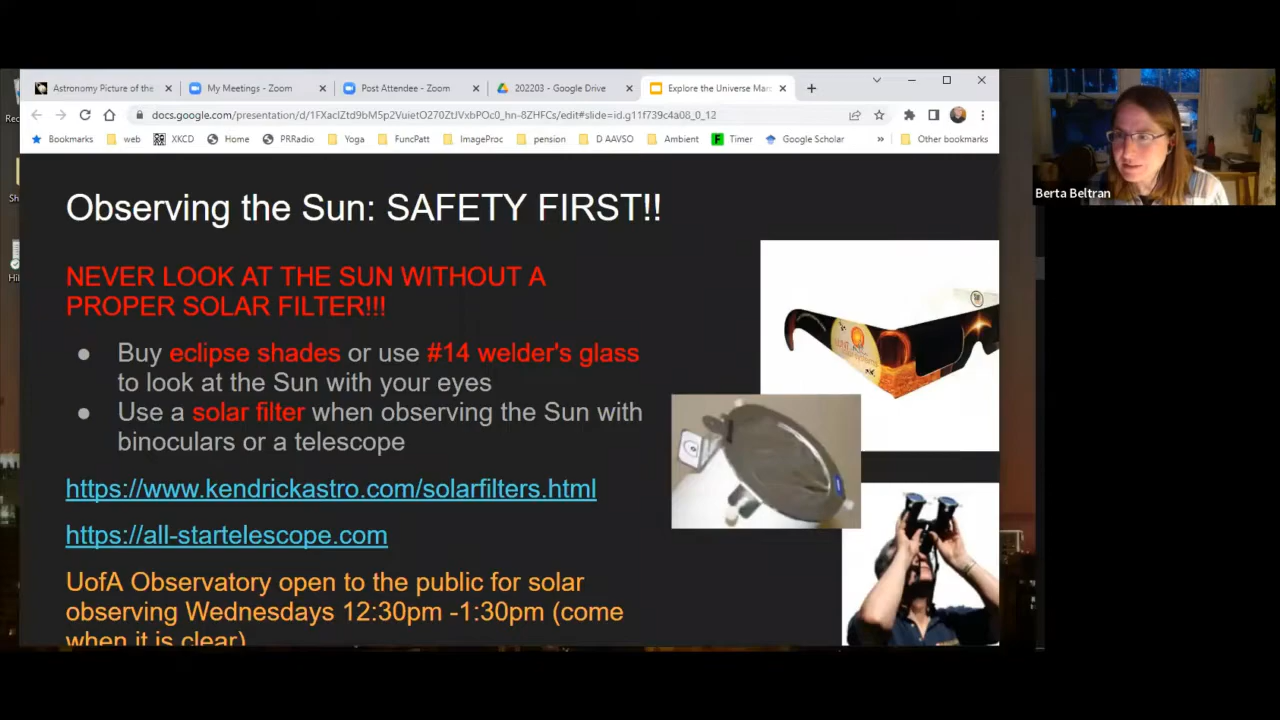 Astronomy Picture of the
My Meetings - Zoom
Post Attendee - Zoom
202203 - Google Drive
Explore the Universe Mar
docs.google.com/presentation/d/1FXacIZtd9bM5p2VuietO270ZtJVxbPOc0_hn-8ZHFCs/edit#slide=id.g11f739c4a08_0_12
Bookmarks
web
XKCD
Home
PRRadio
Yoga
FuncPatt
ImageProc
pension
D AAVSO
Ambient
Timer
Google Scholar
Other bookmarks
Observing the Sun: SAFETY FIRST!!
NEVER LOOK AT THE SUN WITHOUT A
PROPER SOLAR FILTER!!!
● Buy eclipse shades or use #14 welder's glass
to look at the Sun with your eyes
● Use a solar filter when observing the Sun with
binoculars or a telescope
https://www.kendrickastro.com/solarfilters.html
https://all-startelescope.com
UofA Observatory open to the public for solar
observing Wednesdays 12:30pm -1:30pm (come
when it is clear)
Berta Beltran